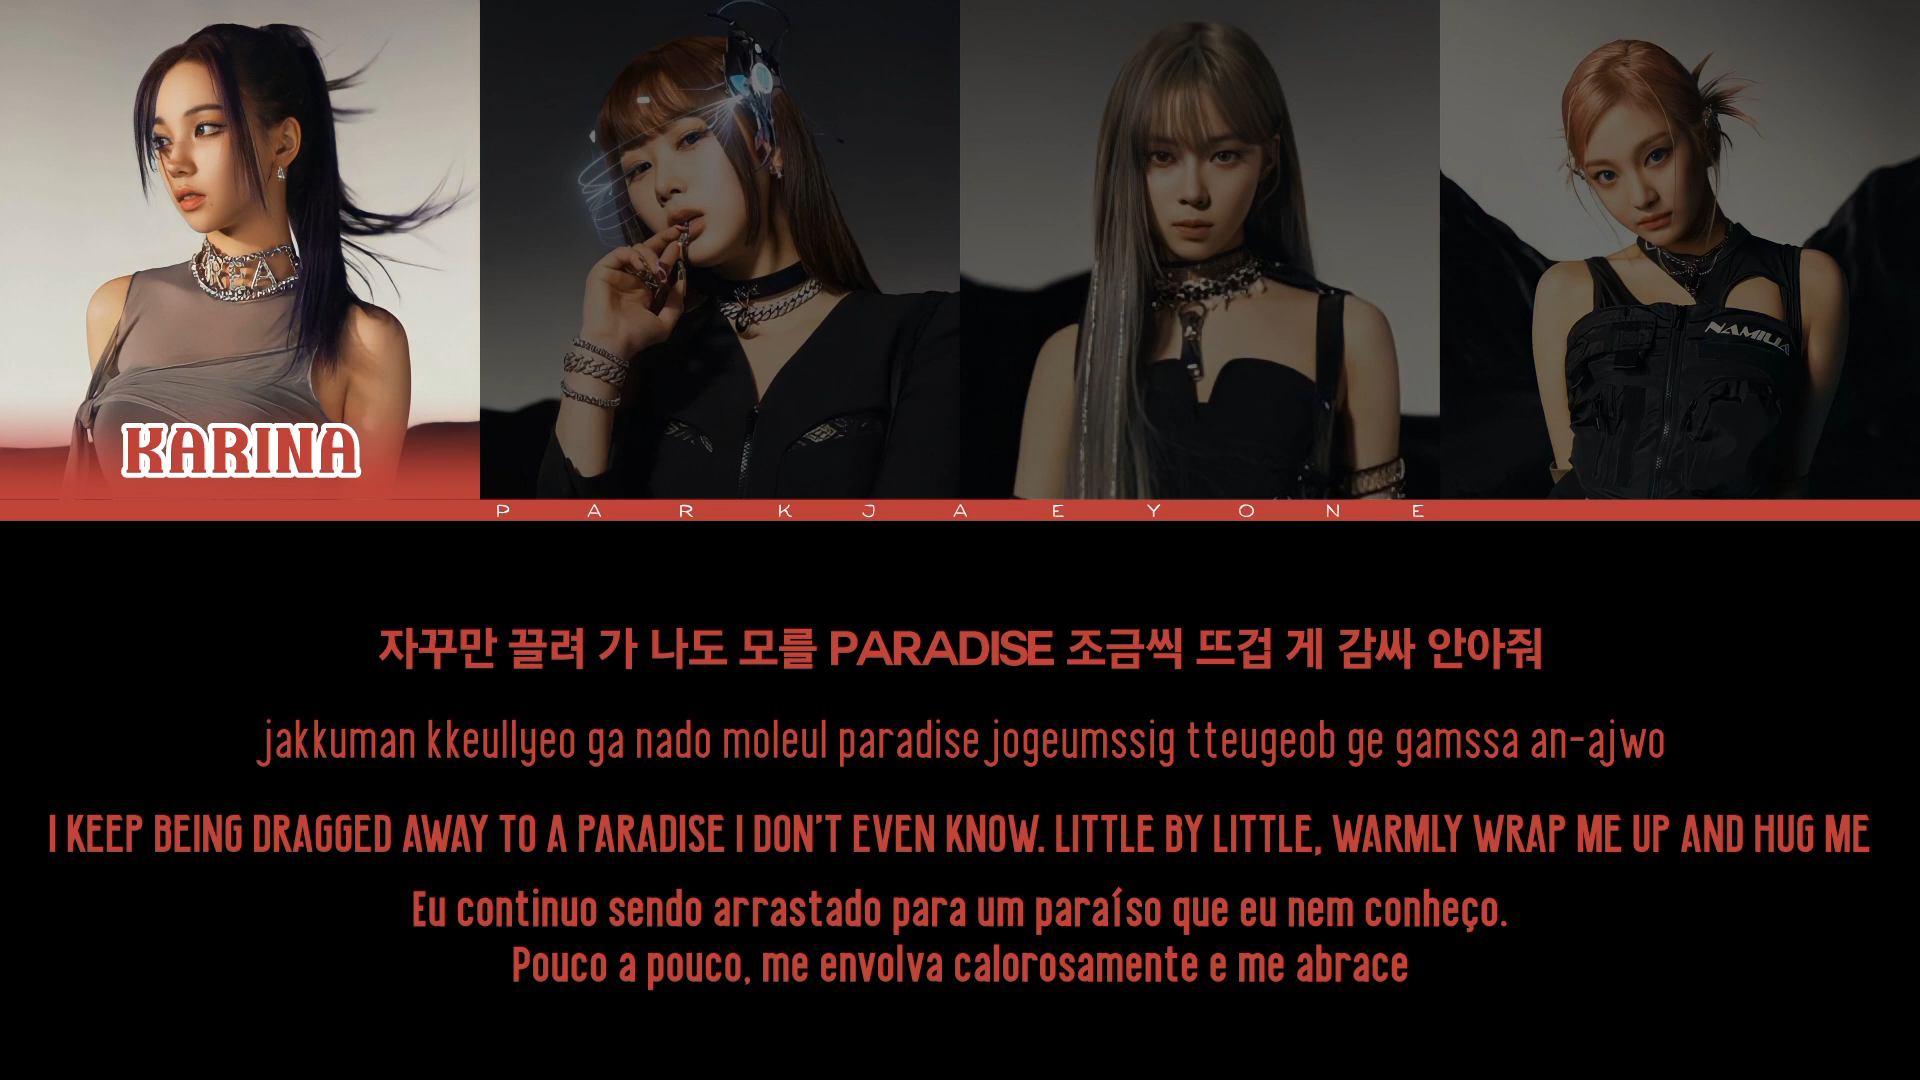 REA
NAMILIA
KARINA
PARKJAEYONE
자꾸만 끌려 가 나도 모를 PARADISE 조금씩 뜨겁 게 감싸 안아줘
jakkuman kkeullyeo ga nado moleul paradise jogeumssig tteugeob ge gamssa an-ajwo
I KEEP BEING DRAGGED AWAY TO A PARADISE I DON'T EVEN KNOW. LITTLE BY LITTLE, WARMLY WRAP ME UP AND HUG ME
Eu continuo sendo arrastado para um paraíso que eu nem conheço.
Pouco a pouco, me envolva calorosamente e me abrace